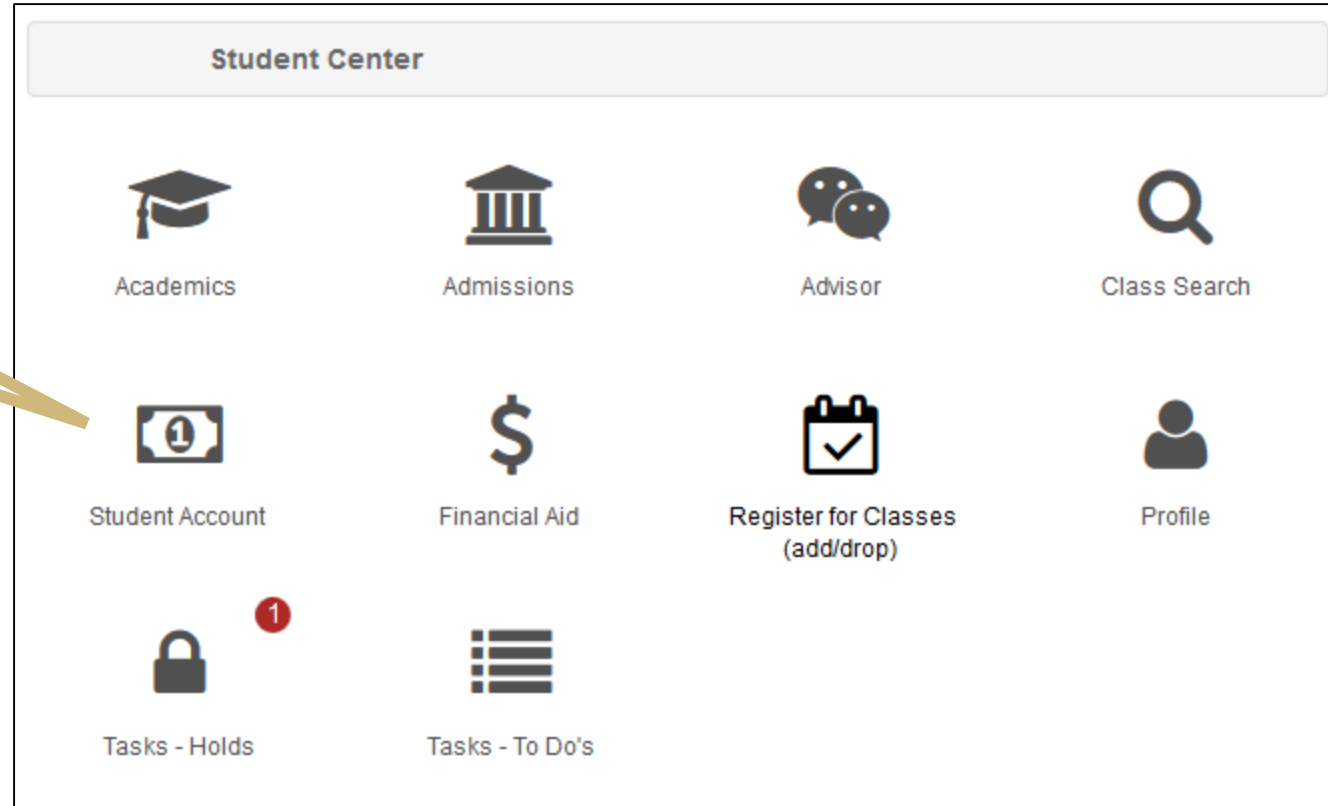 Student Center
Academics
Admissions
Advisor
Class Search
1
Student Account
$
Financial Aid
Register for Classes
(add/drop)
Profile
1
Tasks - Holds
Tasks - To Do's